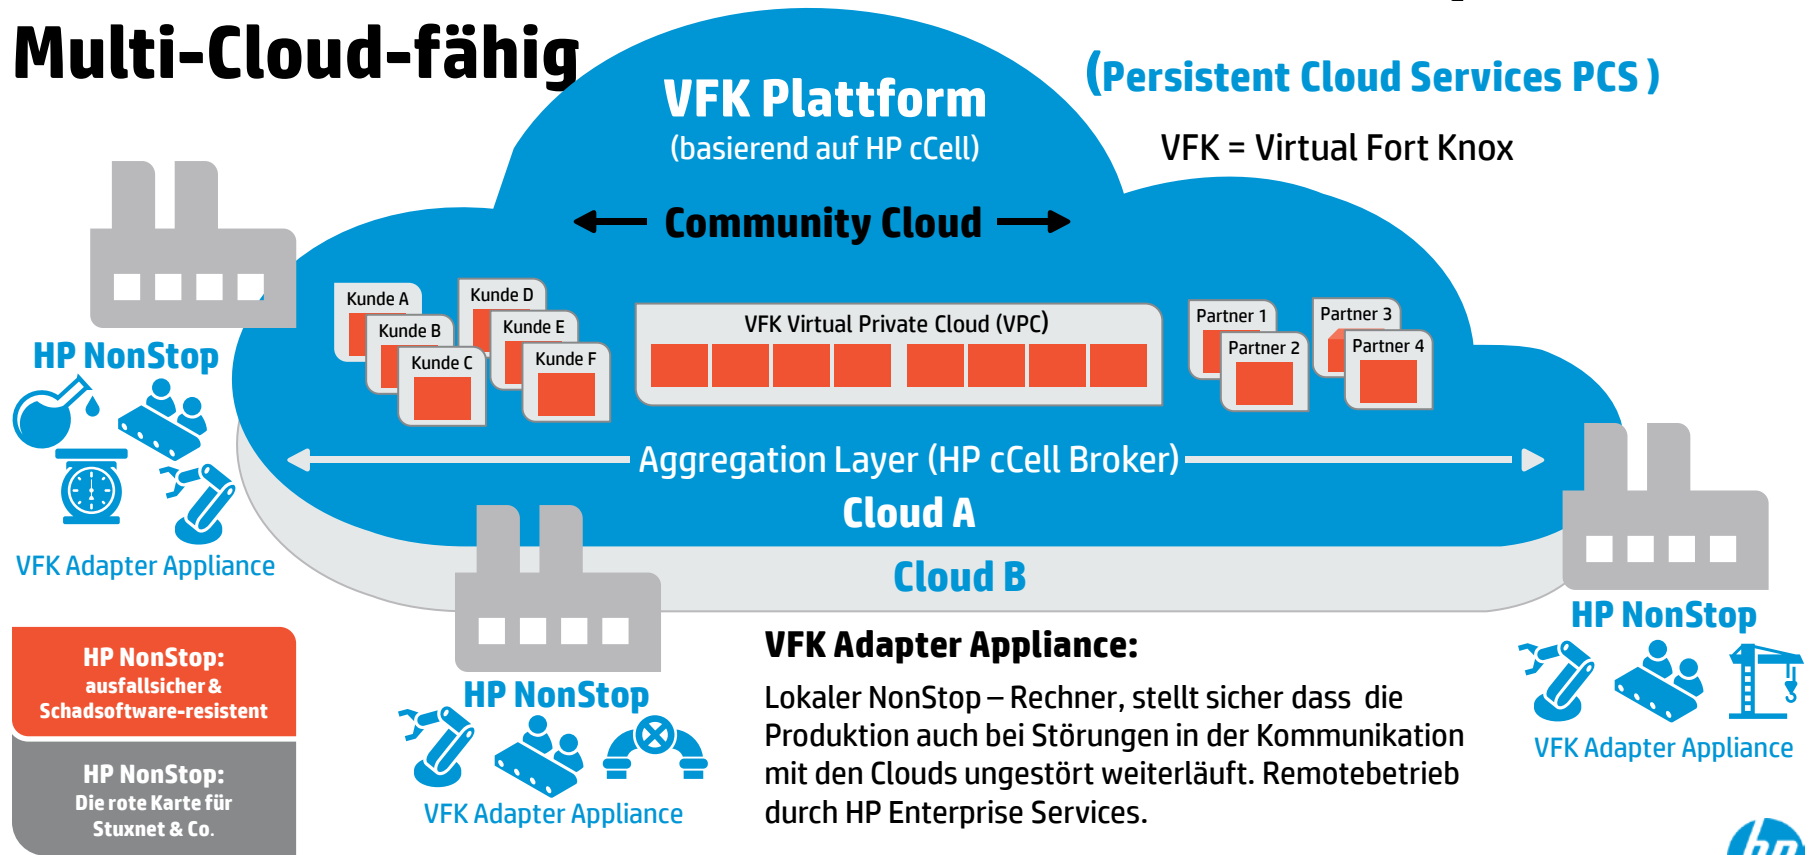 Multi-Cloud-fähig
(Persistent Cloud Services PCS )
VFK = Virtual Fort Knox
VFK Plattform
(basierend auf HP cCell)
Community Cloud
Kunde A
Kunde B
Kunde C
Kunde D
Kunde E
Kunde F
VFK Virtual Private Cloud (VPC)
Partner 1
Partner 2
Partner 3
Partner 4
Aggregation Layer (HP cCell Broker)
Cloud A
Cloud B
HP NonStop
VFK Adapter Appliance
HP NonStop
VFK Adapter Appliance
HP NonStop
VFK Adapter Appliance
HP NonStop:
ausfallsicher &
Schadsoftware-resistent
HP NonStop:
Die rote Karte für
Stuxnet & Co.
VFK Adapter Appliance:
Lokaler NonStop – Rechner, stellt sicher dass die
Produktion auch bei Störungen in der Kommunikation
mit den Clouds ungestört weiterläuft. Remotebetrieb
durch HP Enterprise Services.
hp